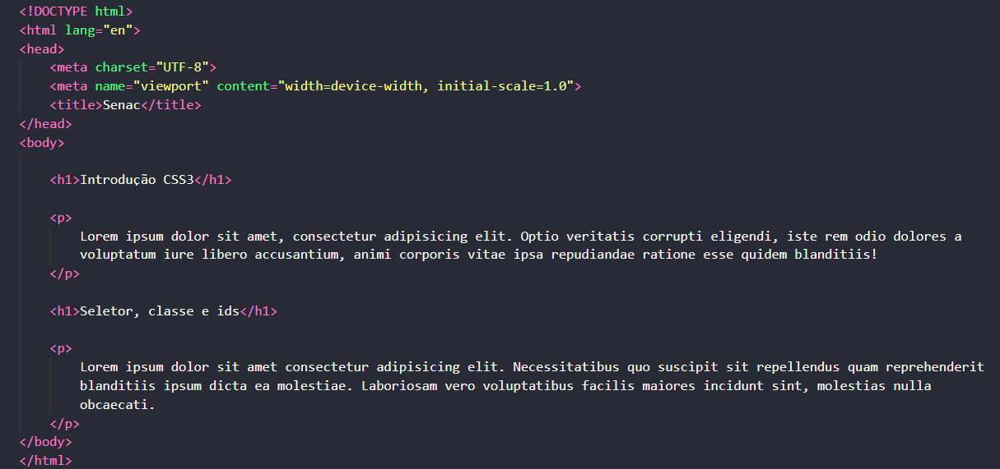 <!DOCTYPE html>
<html lang="en">
<head>
    <meta charset="UTF-8">
    <meta name="viewport" content="width=device-width, initial-scale=1.0">
    <title>Senac</title>
</head>
<body>

    <h1>Introdução CSS3</h1>

    <p>
        Lorem ipsum dolor sit amet, consectetur adipisicing elit. Optio veritatis corrupti eligendi, iste rem odio dolores a
        voluptatum iure libero accusantium, animi corporis vitae ipsa repudiandae ratione esse quidem blanditiis!
    </p>

    <h1>Seletor, classe e ids</h1>

    <p>
        Lorem ipsum dolor sit amet consectetur adipisicing elit. Necessitatibus quo suscipit sit repellendus quam reprehenderit
        blanditiis ipsum dicta ea molestiae. Laboriosam vero voluptatibus facilis maiores incidunt sint, molestias nulla
        obcaecati.
    </p>
</body>
</html>